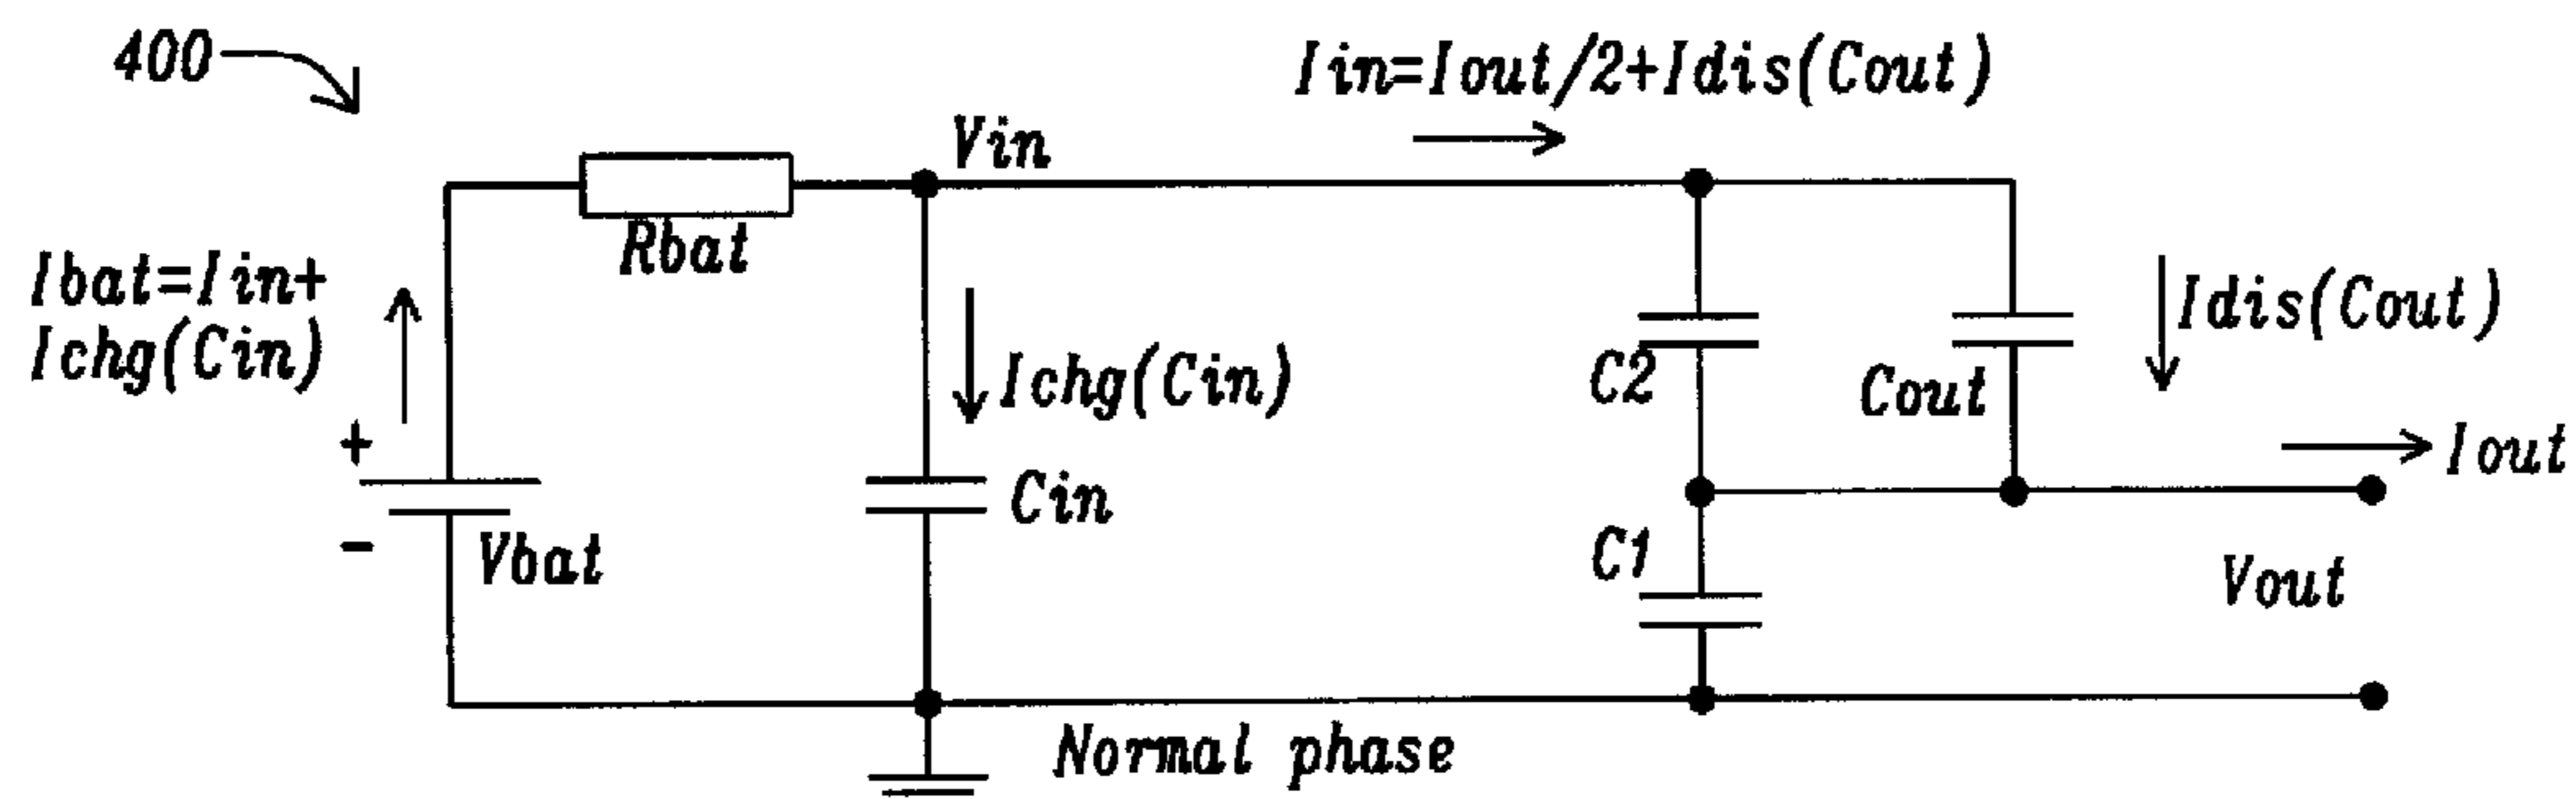 400
Iin=Iout/2+Idis(Cout)
Vin
Rbat
Ibat=Iin+
Ichg(Cin)
Idis(Cout)
Ichg(Cin)
C2
Cout
+
Iout
Cin
-
Vbat
C1
Vout
Normal phase